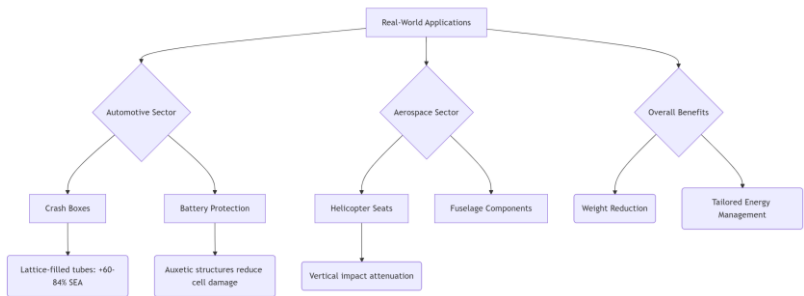 Real-World Applications
Automotive Sector
Aerospace Sector
Overall Benefits
Crash Boxes
Battery Protection
Helicopter Seats
Fuselage Components
Weight Reduction
Tailored Energy
Management
Lattice-filled tubes: +60-
84% SEA
Auxetic structures reduce
cell damage
Vertical impact attenuation